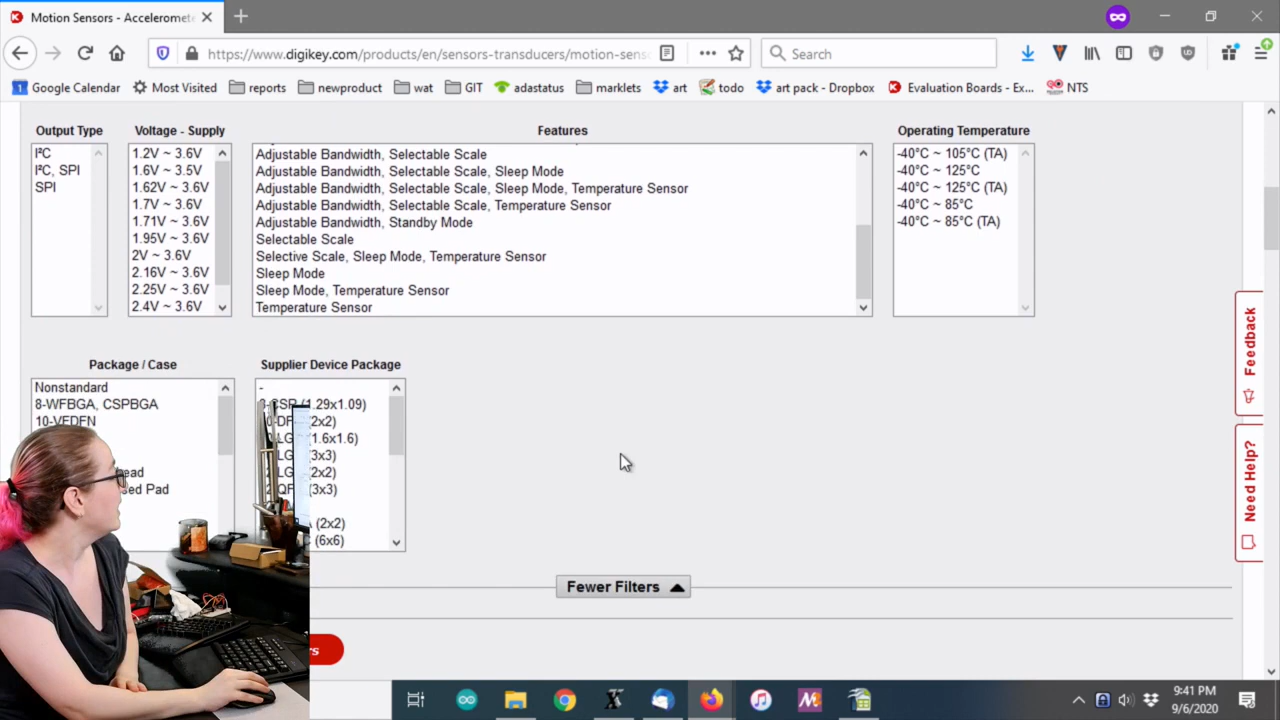 Motion Sensors - Acceleromete
https://www.digikey.com/products/en/sensors-transducers/motion-sens
Search
Google Calendar
Most Visited
reports
newproduct
wat
GIT
adastatus
marklets
art
todo
art pack - Dropbox
Evaluation Boards - Ex...
NTS
Output Type
Voltage - Supply
Features
Operating Temperature
I²C
I²C, SPI
SPI
1.2V ~ 3.6V
1.6V ~ 3.5V
1.62V ~ 3.6V
1.7V ~ 3.6V
1.71V ~ 3.6V
1.95V ~ 3.6V
2V ~ 3.6V
2.16V ~ 3.6V
2.25V ~ 3.6V
2.4V ~ 3.6V
Adjustable Bandwidth, Selectable Scale
Adjustable Bandwidth, Selectable Scale, Sleep Mode
Adjustable Bandwidth, Selectable Scale, Sleep Mode, Temperature Sensor
Adjustable Bandwidth, Selectable Scale, Temperature Sensor
Adjustable Bandwidth, Standby Mode
Selectable Scale
Selective Scale, Sleep Mode, Temperature Sensor
Sleep Mode
Sleep Mode, Temperature Sensor
Temperature Sensor
-40°C ~ 105°C (TA)
-40°C ~ 125°C
-40°C ~ 125°C (TA)
-40°C ~ 85°C
-40°C ~ 85°C (TA)
Package / Case
Supplier Device Package
Nonstandard
8-WFBGA, CSPBGA
10-VFDFN
ead
sed Pad
-
CSP (1.29x1.09)
(2x2)
(1.6x1.6)
(3x3)
(2x2)
(3x3)
(2x2)
(6x6)
Fewer Filters
Feedback
Need Help?
9:41 PM
9/6/2020